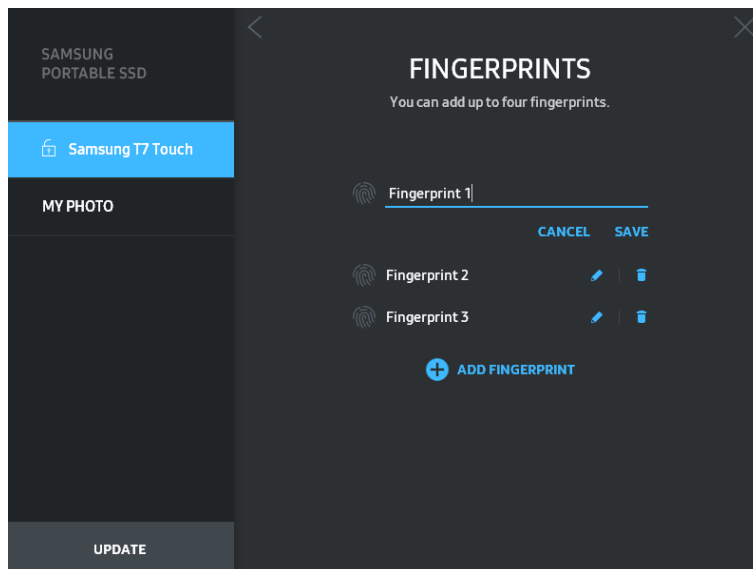 SAMSUNG
PORTABLE SSD
Samsung T7 Touch
MY PHOTO
UPDATE
FINGERPRINTS
You can add up to four fingerprints.
Fingerprint 1
CANCEL SAVE
Fingerprint 2
Fingerprint 3
ADD FINGERPRINT